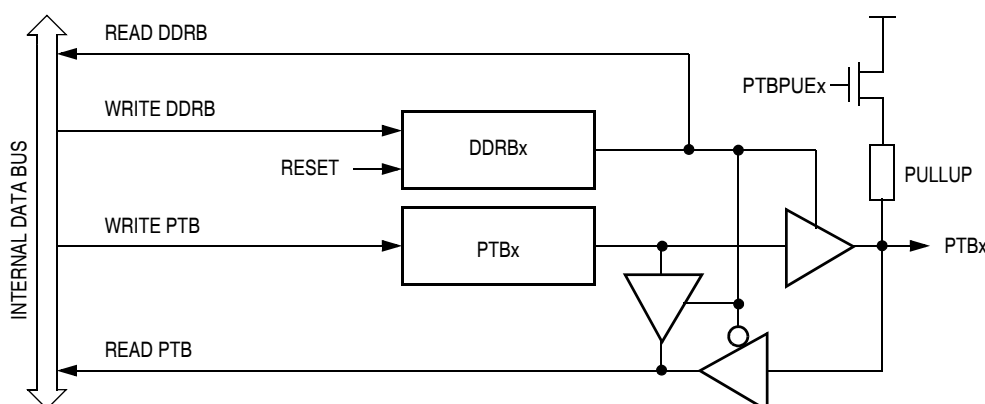 READ DDRB
PTBPUEx
WRITE DDRB
DDRBx
RESET
PULLUP
WRITE PTB
PTBx
PTBx
READ PTB
INTERNAL DATA BUS